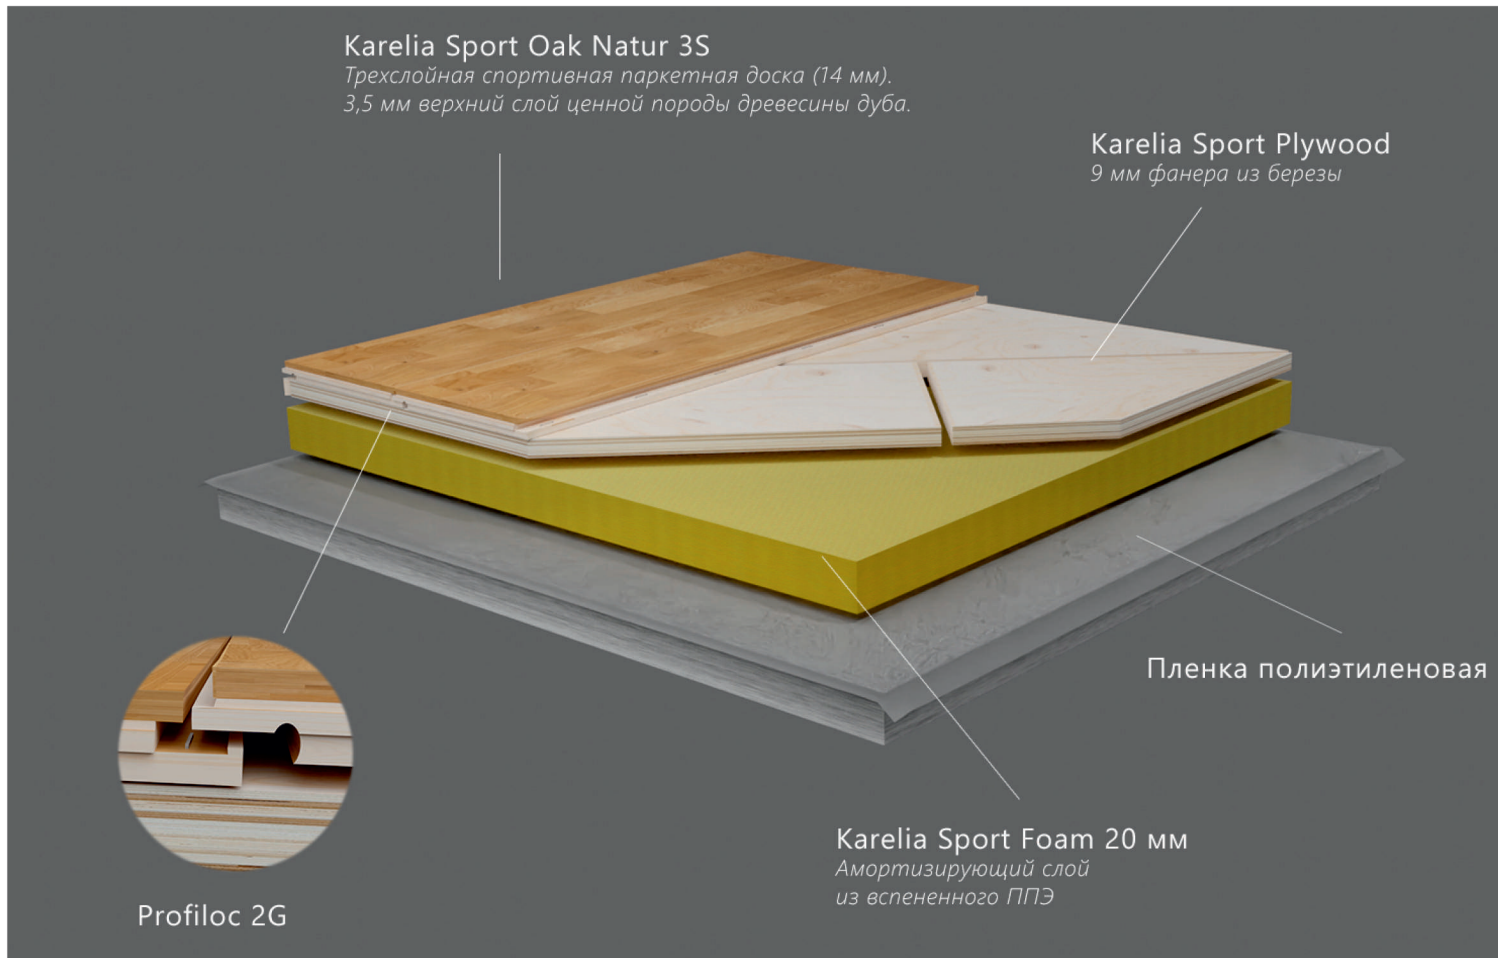 Karelia Sport Oak Natur 3S
Трехслойная спортивная паркетная доска (14 мм).
3,5 мм верхний слой ценной породы древесины дуба.
Karelia Sport Plywood
9 мм фанера из березы
Пленка полиэтиленовая
Karelia Sport Foam 20 мм
Амортизирующий слой
из вспененного ППЭ
Profiloc 2G